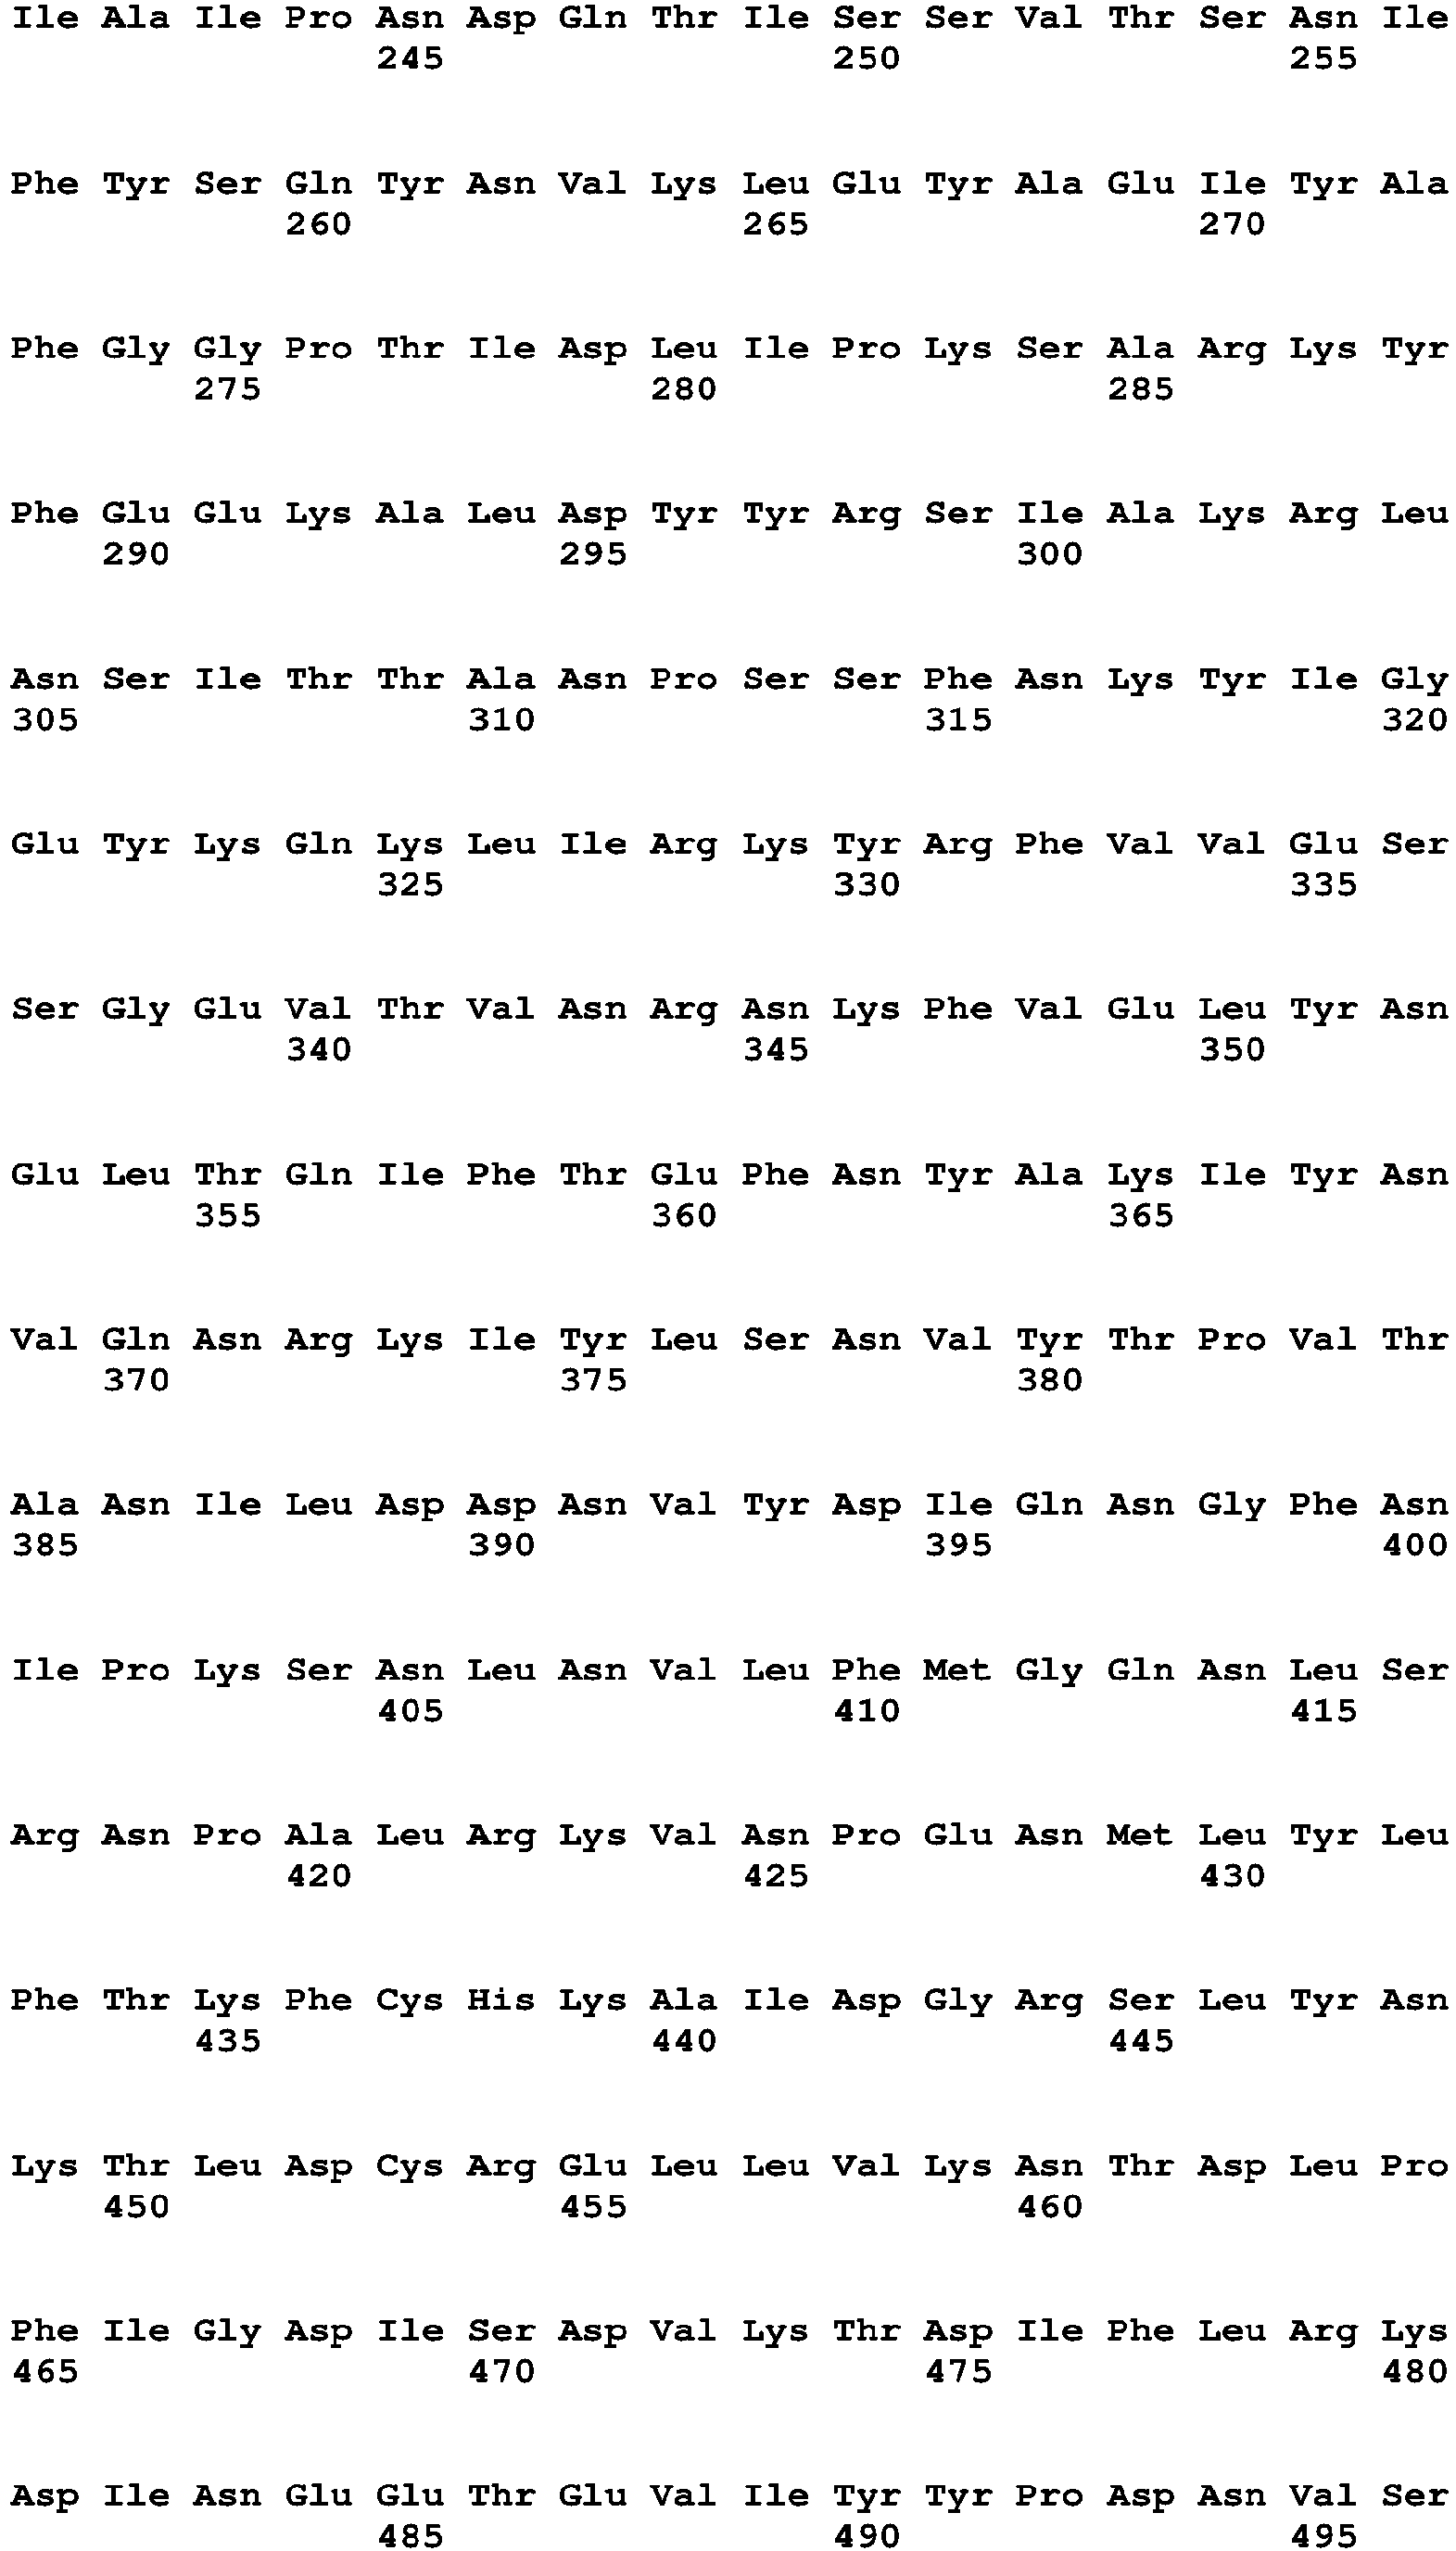 Ile Ala Ile Pro Asn Asp Gln Thr Ile Ser Ser Val Thr Ser Asn Ile
245 250 255
Phe Tyr Ser Gln Tyr Asn Val Lys Leu Glu Tyr Ala Glu Ile Tyr Ala
260 265 270
Phe Gly Gly Pro Thr Ile Asp Leu Ile Pro Lys Ser Ala Arg Lys Tyr
275 280 285
Phe Glu Glu Lys Ala Leu Asp Tyr Tyr Arg Ser Ile Ala Lys Arg Leu
290 295 300
Asn Ser Ile Thr Thr Ala Asn Pro Ser Ser Phe Asn Lys Tyr Ile Gly
305 310 315 320
Glu Tyr Lys Gln Lys Leu Ile Arg Lys Tyr Arg Phe Val Val Glu Ser
325 330 335
Ser Gly Glu Val Thr Val Asn Arg Asn Lys Phe Val Glu Leu Tyr Asn
340 345 350
Glu Leu Thr Gln Ile Phe Thr Glu Phe Asn Tyr Ala Lys Ile Tyr Asn
355 360 365
Val Gln Asn Arg Lys Ile Tyr Leu Ser Asn Val Tyr Thr Pro Val Thr
370 375 380
Ala Asn Ile Leu Asp Asp Asn Val Tyr Asp Ile Gln Asn Gly Phe Asn
385 390 395 400
Ile Pro Lys Ser Asn Leu Asn Val Leu Phe Met Gly Gln Asn Leu Ser
405 410 415
Arg Asn Pro Ala Leu Arg Lys Val Asn Pro Glu Asn Met Leu Tyr Leu
420 425 430
Phe Thr Lys Phe Cys His Lys Ala Ile Asp Gly Arg Ser Leu Tyr Asn
435 440 445
Lys Thr Leu Asp Cys Arg Glu Leu Leu Val Lys Asn Thr Asp Leu Pro
450 455 460
Phe Ile Gly Asp Ile Ser Asp Val Lys Thr Asp Ile Phe Leu Arg Lys
465 470 475 480
Asp Ile Asn Glu Glu Thr Glu Val Ile Tyr Tyr Pro Asp Asn Val Ser
485 490 495